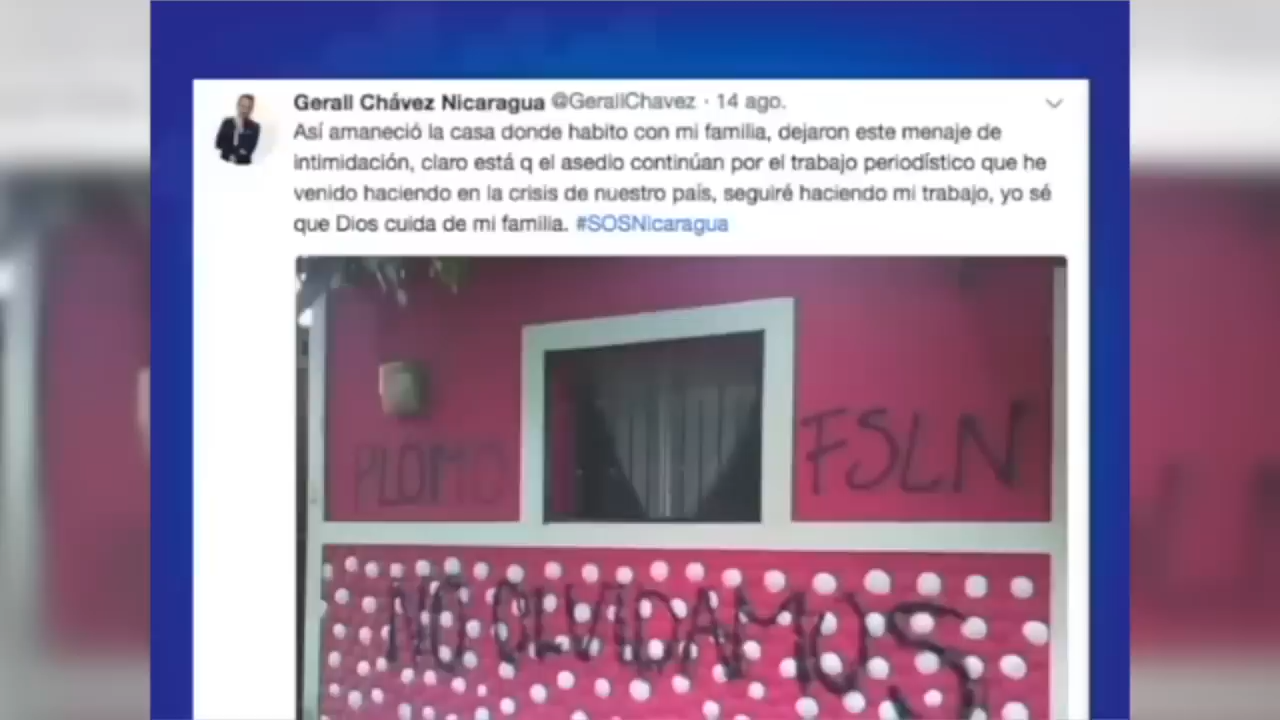 Gerall Chávez Nicaragua @GerallChavez · 14 ago.
Así amaneció la casa donde habito con mi familia, dejaron este menaje de
intimidación, claro está q el asedio continúan por el trabajo periodístico que he
venido haciendo en la crisis de nuestro país, seguiré haciendo mi trabajo, yo sé
que Dios cuida de mi familia. #SOSNicaragua
PLOMO
FSLN
NO OLVIDAMOS